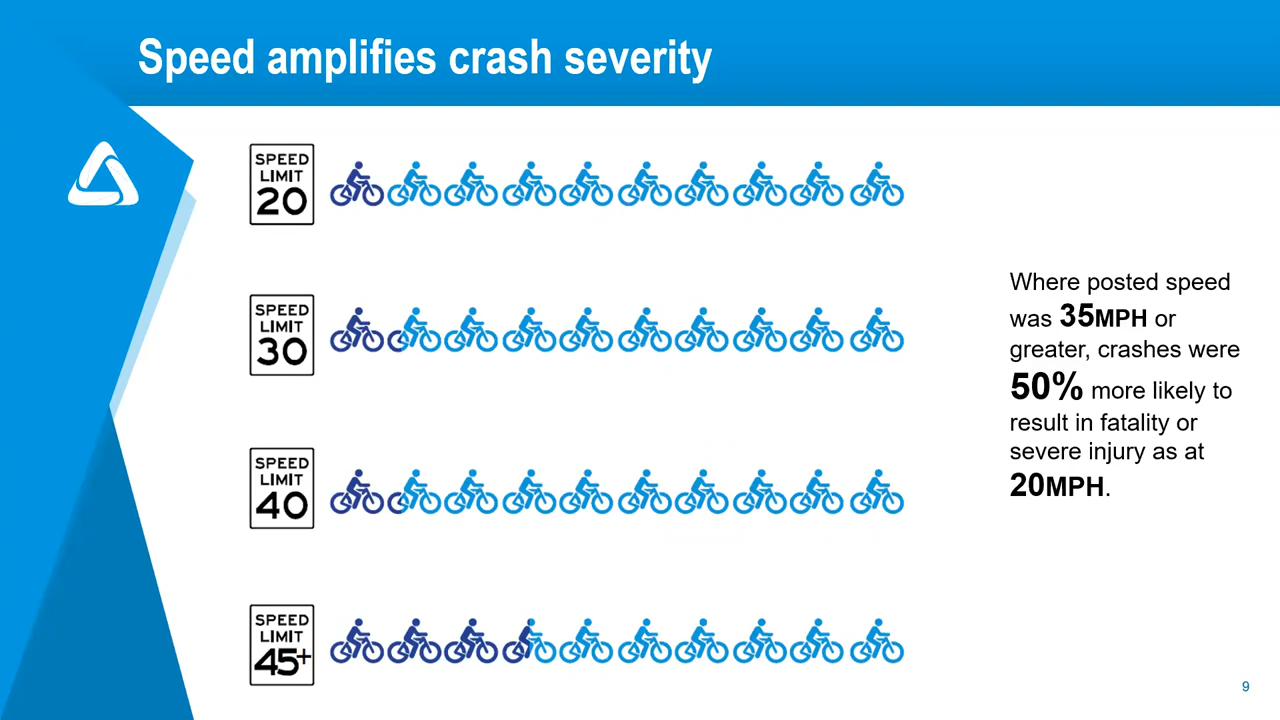 Speed amplifies crash severity
SPEED
LIMIT
20
SPEED
LIMIT
30
SPEED
LIMIT
40
SPEED
LIMIT
45+
Where posted speed
was 35MPH or
greater, crashes were
50% more likely to
result in fatality or
severe injury as at
20MPH.
9